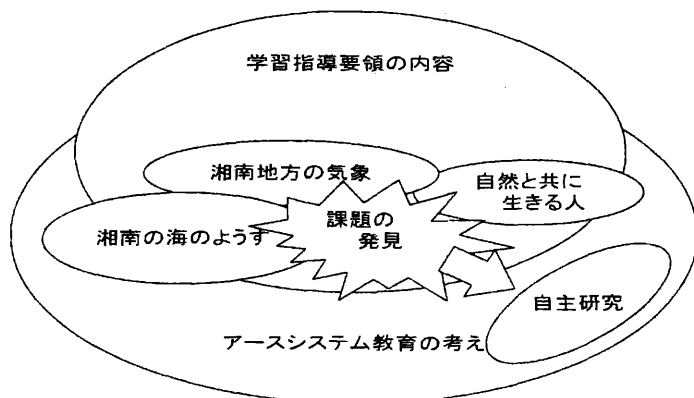 学習指導要領の内容
湘南地方の気象
自然と共に
生きる人
湘南の海のようす
課題の
発見
自主研究
アースシステム教育の考え